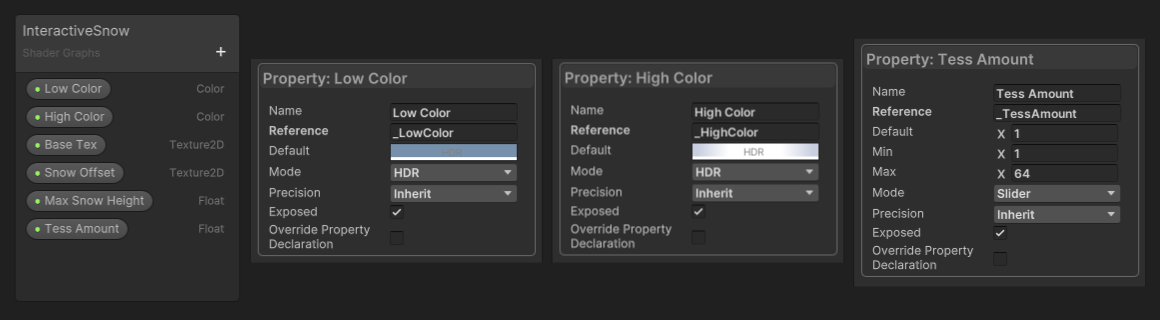 InteractiveSnow
Shader Graphs
+
Low Color Color
High Color Color
Base Tex Texture2D
Snow Offset Texture2D
Max Snow Height Float
Tess Amount Float
Property: Low Color
Name Low Color
Reference _LowColor
Default HDR
Mode HDR
Precision Inherit
Exposed
Override Property
Declaration
Property: High Color
Name High Color
Reference _HighColor
Default HDR
Mode HDR
Precision Inherit
Exposed
Override Property
Declaration
Property: Tess Amount
Name Tess Amount
Reference _TessAmount
Default X 1
Min X 1
Max X 64
Mode Slider
Precision Inherit
Exposed
Override Property
Declaration